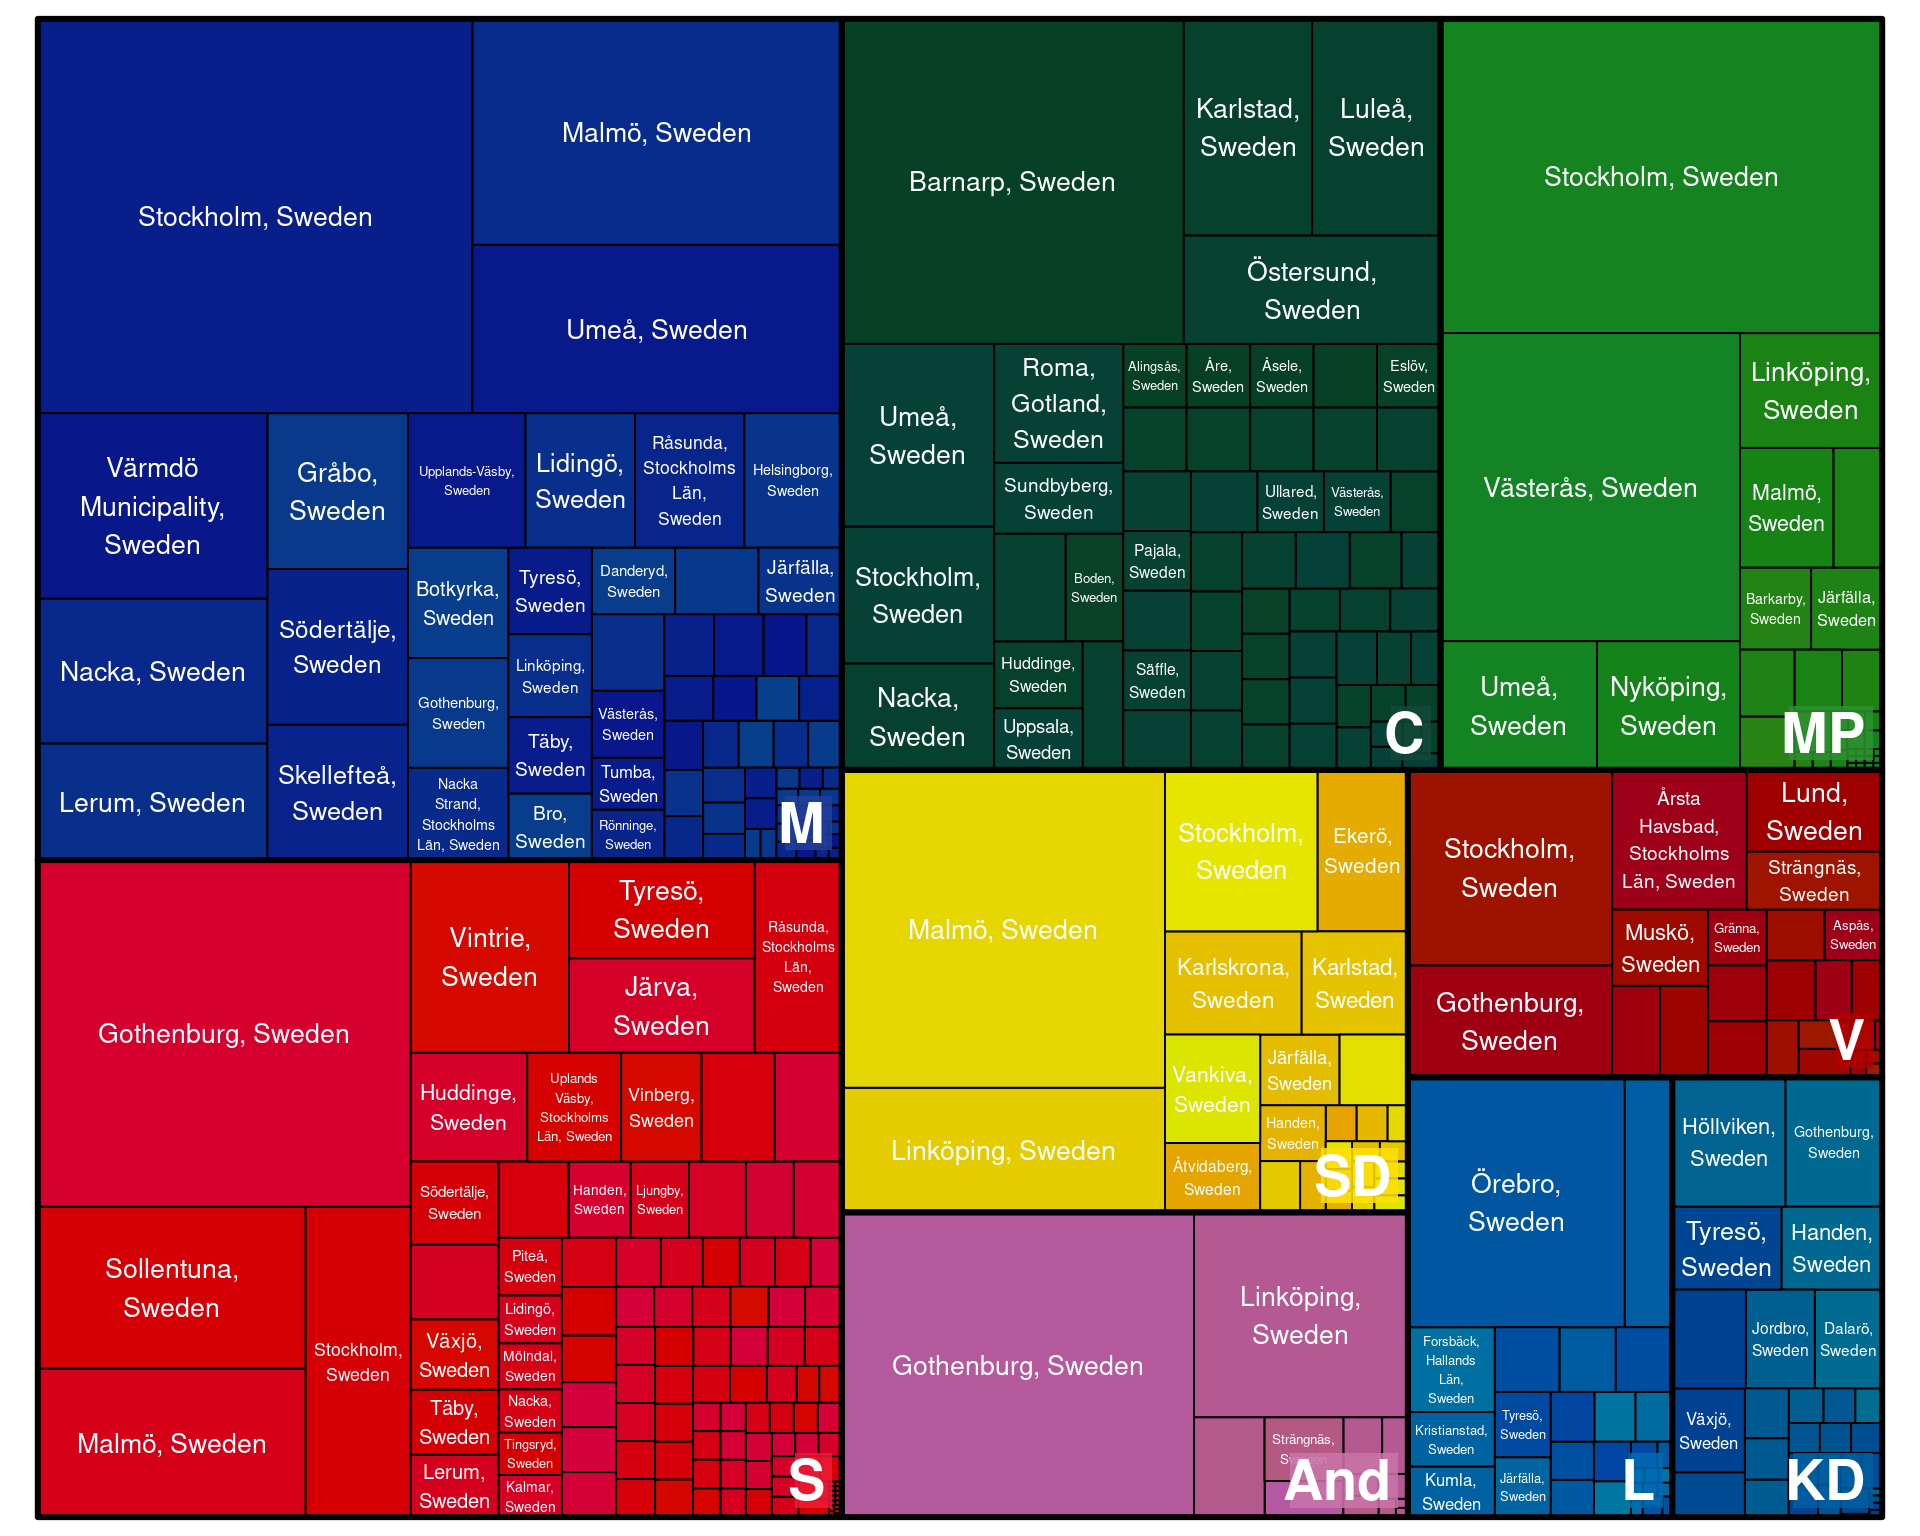 Stockholm, Sweden
Malmö, Sweden
Umeå, Sweden
Värmdö
Municipality,
Sweden
Nacka, Sweden
Lerum, Sweden
Gråbo,
Sweden
Södertälje,
Sweden
Skellefteå,
Sweden
Upplands-Väsby,
Sweden
Lidingö,
Sweden
Råsunda,
Stockholms
Län,
Sweden
Helsingborg,
Sweden
Botkyrka,
Sweden
Gothenburg,
Sweden
Nacka
Strand,
Stockholms
Län, Sweden
Tyresö,
Sweden
Linköping,
Sweden
Täby,
Sweden
Bro,
Sweden
Danderyd,
Sweden
Järfälla,
Sweden
Västerås,
Sweden
Tumba,
Sweden
Rönninge,
Sweden
M
Barnarp, Sweden
Karlstad,
Sweden
Luleå,
Sweden
Östersund,
Sweden
Umeå,
Sweden
Stockholm,
Sweden
Nacka,
Sweden
Roma,
Gotland,
Sweden
Sundbyberg,
Sweden
Boden,
Sweden
Huddinge,
Sweden
Uppsala,
Sweden
Alingsås,
Sweden
Åre,
Sweden
Åsele,
Sweden
Eslöv,
Sweden
Ullared,
Sweden
Västerås,
Sweden
Pajala,
Sweden
Säffle,
Sweden
C
Stockholm, Sweden
Västerås, Sweden
Umeå,
Sweden
Nyköping,
Sweden
Linköping,
Sweden
Malmö,
Sweden
Barkarby,
Sweden
Järfälla,
Sweden
MP
Gothenburg, Sweden
Sollentuna,
Sweden
Malmö, Sweden
Stockholm,
Sweden
Vintrie,
Sweden
Tyresö,
Sweden
Järva,
Sweden
Råsunda,
Stockholms
Län,
Sweden
Huddinge,
Sweden
Uplands
Väsby,
Stockholms
Län, Sweden
Vinberg,
Sweden
Södertälje,
Sweden
Handen,
Sweden
Ljungby,
Sweden
Växjö,
Sweden
Täby,
Sweden
Lerum,
Sweden
Piteå,
Sweden
Lidingö,
Sweden
Mölndal,
Sweden
Nacka,
Sweden
Tingsryd,
Sweden
Kalmar,
Sweden
S
Malmö, Sweden
Linköping, Sweden
Stockholm,
Sweden
Ekerö,
Sweden
Karlskrona,
Sweden
Karlstad,
Sweden
Vankiva,
Sweden
Järfälla,
Sweden
Handen,
Sweden
Åtvidaberg,
Sweden
SD
Gothenburg, Sweden
Linköping,
Sweden
Strängnäs,
Sweden
And
Stockholm,
Sweden
Gothenburg,
Sweden
Årsta
Havsbad,
Stockholms
Län, Sweden
Lund,
Sweden
Strängnäs,
Sweden
Muskö,
Sweden
Gränna,
Sweden
Aspås,
Sweden
V
Örebro,
Sweden
Forsbäck,
Hallands
Län,
Sweden
Kristianstad,
Sweden
Kumla,
Sweden
Tyresö,
Sweden
Järfälla,
Sweden
L
Höllviken,
Sweden
Gothenburg,
Sweden
Tyresö,
Sweden
Handen,
Sweden
Jordbro,
Sweden
Dalarö,
Sweden
Växjö,
Sweden
KD